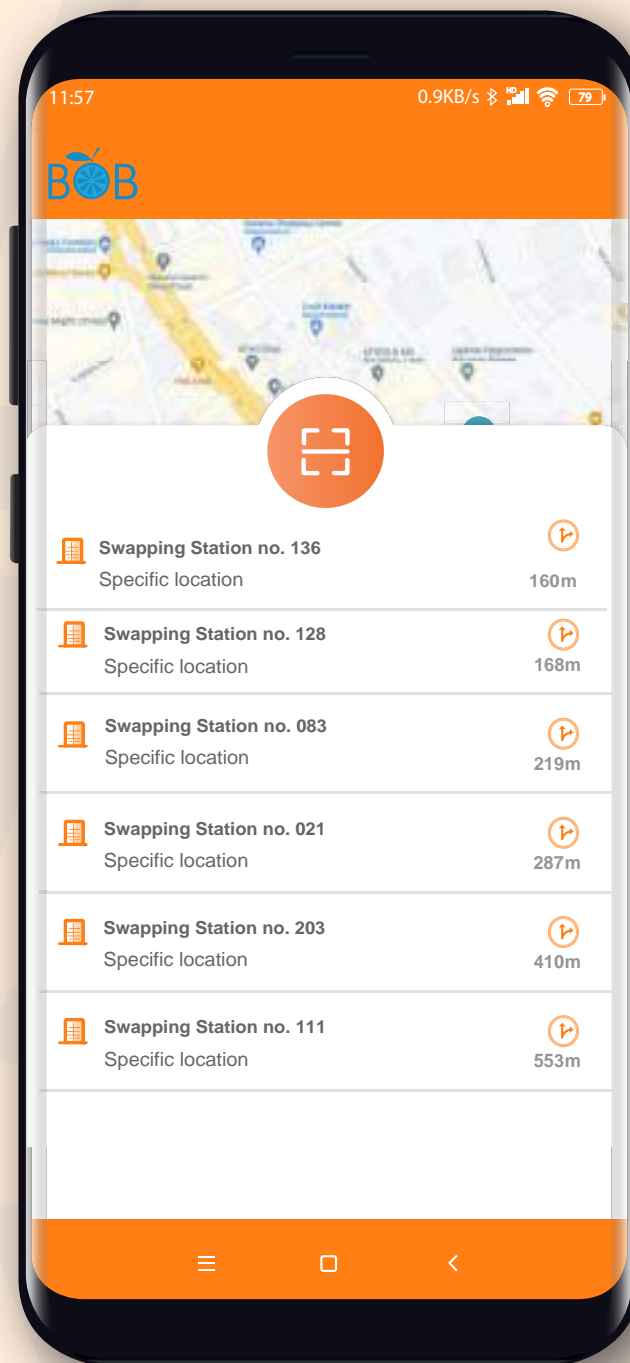 11:57
0.9KB/s HD 79
BOB
Swapping Station no. 136
Specific location
160m
Swapping Station no. 128
Specific location
168m
Swapping Station no. 083
Specific location
219m
Swapping Station no. 021
Specific location
287m
Swapping Station no. 203
Specific location
410m
Swapping Station no. 111
Specific location
553m